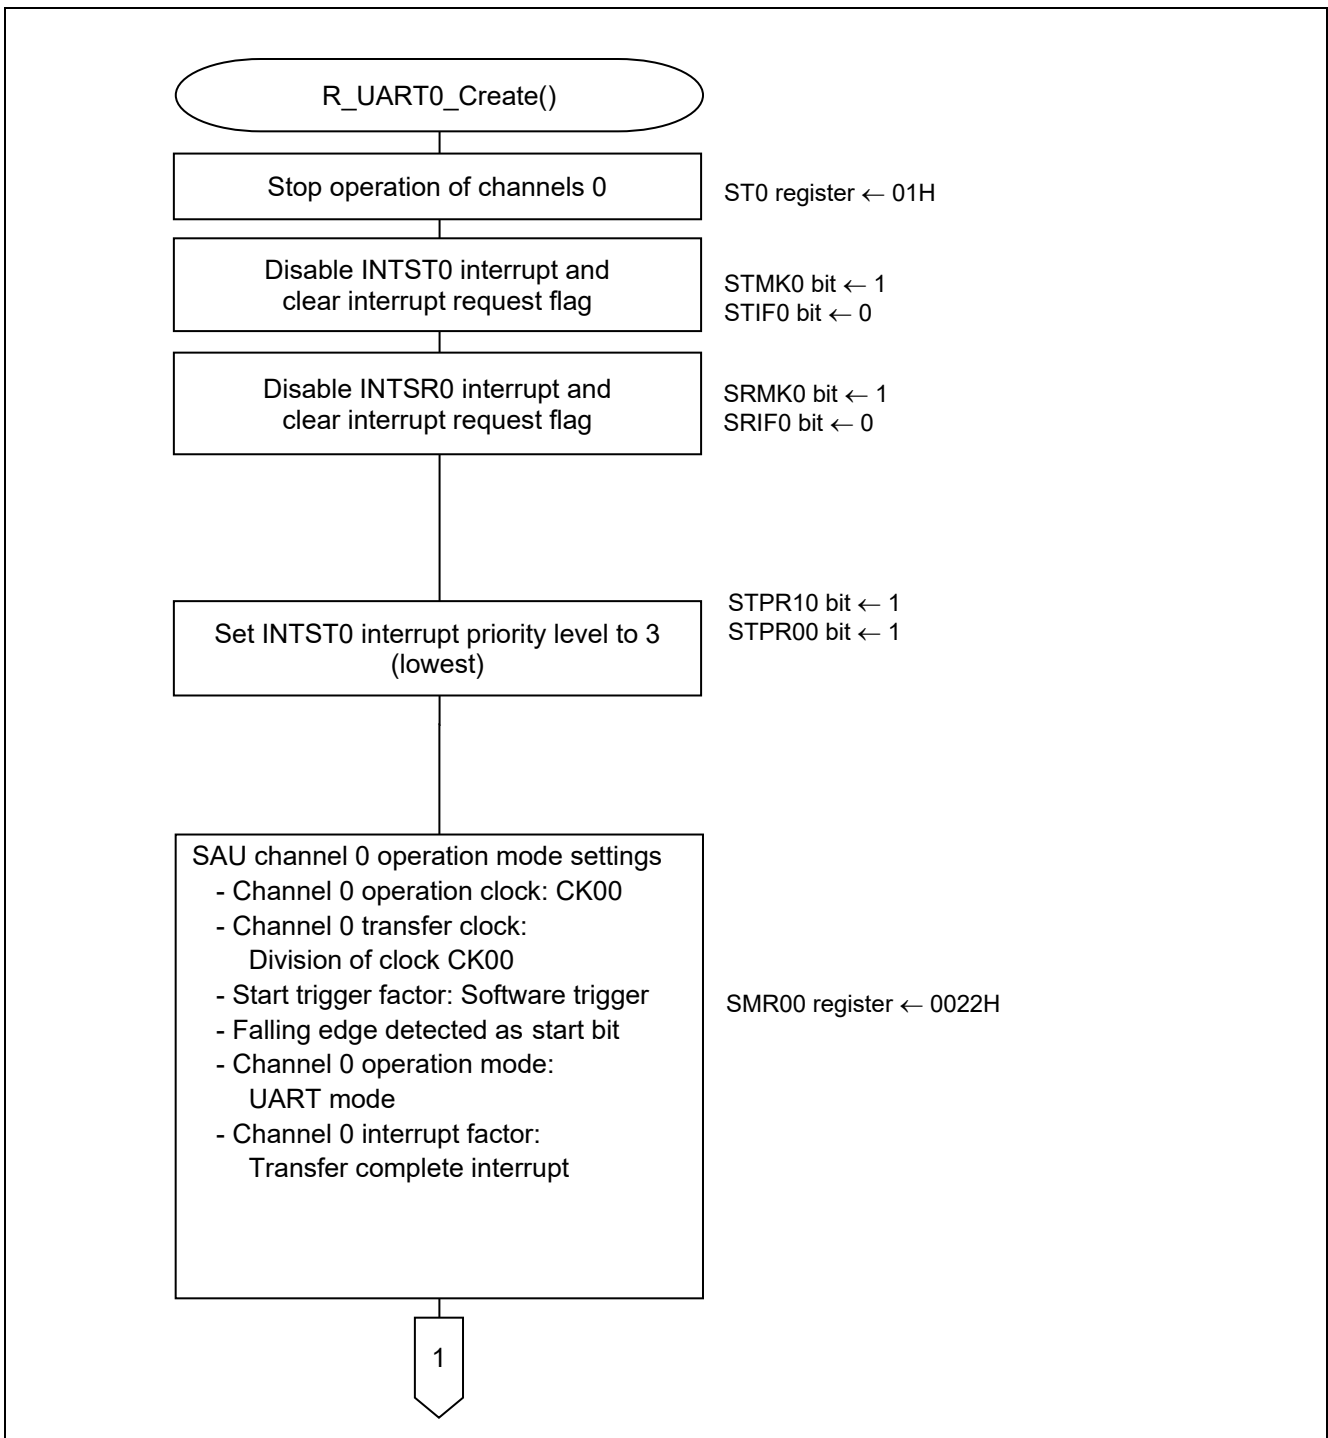 R_UART0_Create()
Stop operation of channels 0
ST0 register ← 01H
Disable INTST0 interrupt and
clear interrupt request flag
STMK0 bit ← 1
STIF0 bit ← 0
Disable INTSR0 interrupt and
clear interrupt request flag
SRMK0 bit ← 1
SRIF0 bit ← 0
Set INTST0 interrupt priority level to 3
(lowest)
STPR10 bit ← 1
STPR00 bit ← 1
SAU channel 0 operation mode settings
- Channel 0 operation clock: CK00
- Channel 0 transfer clock:
Division of clock CK00
- Start trigger factor: Software trigger
- Falling edge detected as start bit
- Channel 0 operation mode:
UART mode
- Channel 0 interrupt factor:
Transfer complete interrupt
SMR00 register ← 0022H
1